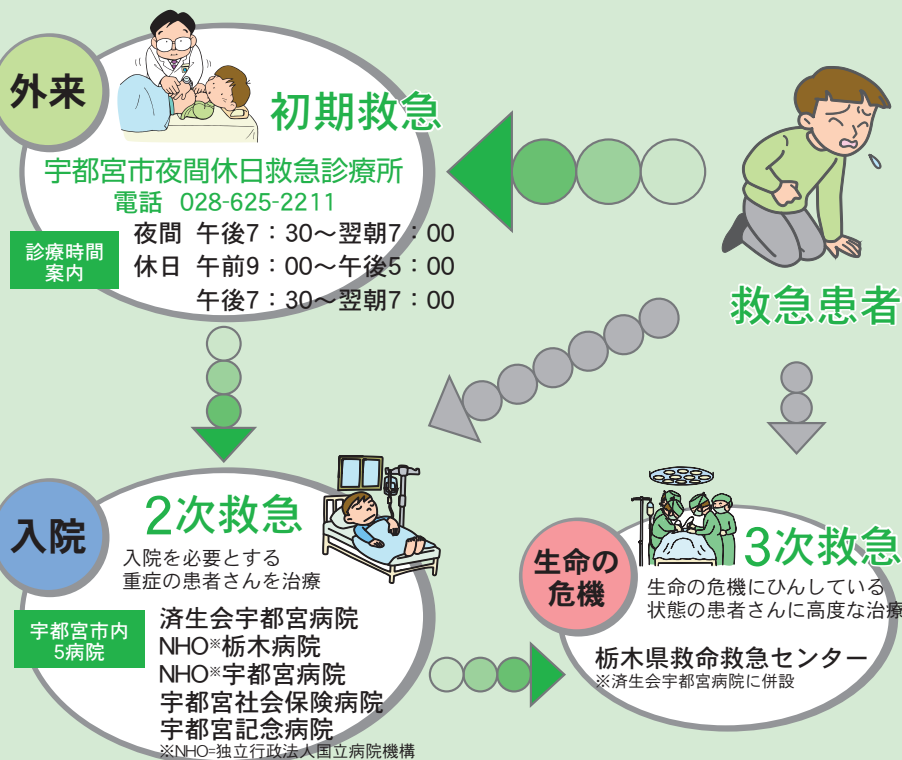 外来
初期救急
宇都宮市夜間休日救急診療所
電話 028-625-2211
診療時間
案内
夜間 午後7：30～翌朝7：00
休日 午前9：00～午後5：00
午後7：30～翌朝7：00
救急患者
入院
2次救急
入院を必要とする
重症の患者さんを治療
宇都宮市内
5病院
済生会宇都宮病院
NHO※栃木病院
NHO※宇都宮病院
宇都宮社会保険病院
宇都宮記念病院
※NHO=独立行政法人国立病院機構
生命の
危機
3次救急
生命の危機にひんしている
状態の患者さんに高度な治療
栃木県救命救急センター
※済生会宇都宮病院に併設